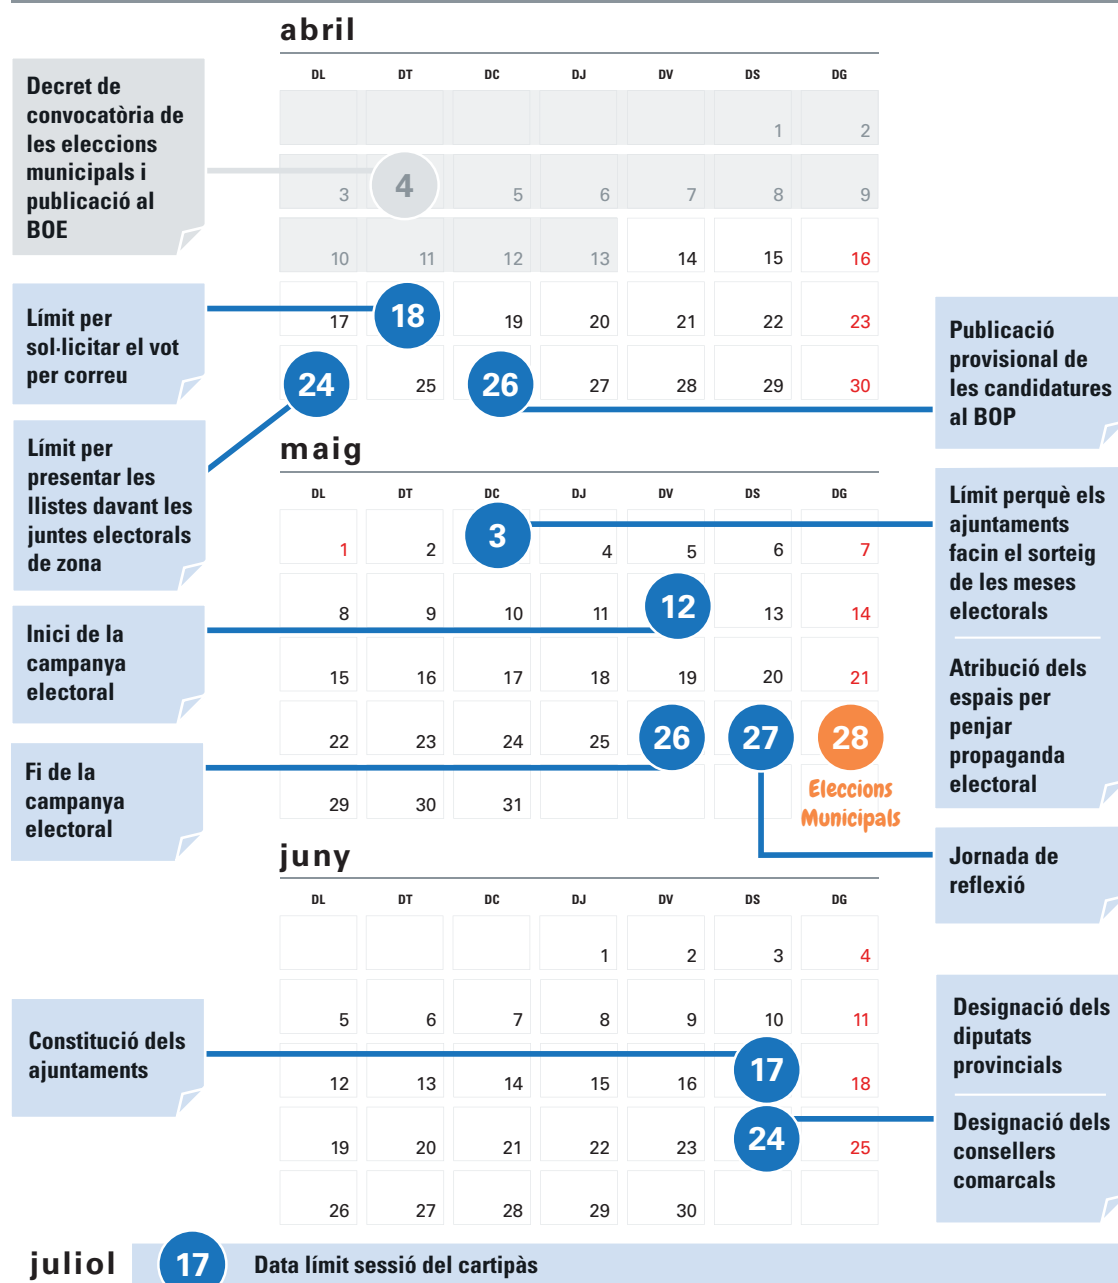 abril
DL DT DC DJ DV DS DG
1 2
3 4 5 6 7 8 9
10 11 12 13 14 15 16
17 18 19 20 21 22 23
24 25 26 27 28 29 30
Decret de
convocatòria de
les eleccions
municipals i
publicació al
BOE
Límit per
sol·licitar el vot
per correu
Límit per
presentar les
llistes davant les
juntes electorals
de zona
Publicació
provisional de
les candidatures
al BOP
maig
DL DT DC DJ DV DS DG
1 2 3 4 5 6 7
8 9 10 11 12 13 14
15 16 17 18 19 20 21
22 23 24 25 26 27 28
Eleccions
Municipals
29 30 31
Inici de la
campanya
electoral
Fi de la
campanya
electoral
Límit perquè els
ajuntaments
facin el sorteig
de les meses
electorals
Atribució dels
espais per
penjar
propaganda
electoral
Jornada de
reflexió
juny
DL DT DC DJ DV DS DG
1 2 3 4
5 6 7 8 9 10 11
12 13 14 15 16 17 18
19 20 21 22 23 24 25
26 27 28 29 30
Constitució dels
ajuntaments
Designació dels
diputats
provincials
Designació dels
consellers
comarcals
juliol 17 Data límit sessió del cartipàs